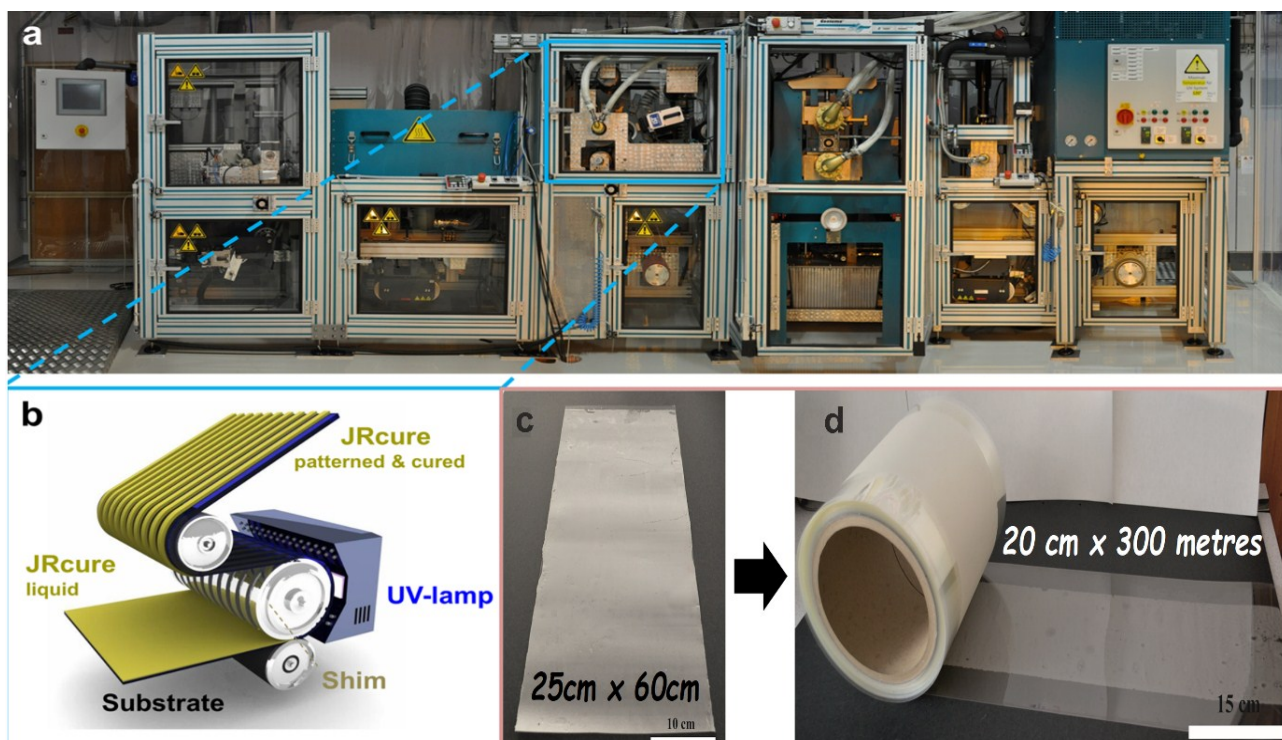 a
b
JRcure
patterned & cured
JRcure
liquid
UV-lamp
Shim
Substrate
c
25cm x 60cm
10 cm
d
20 cm x 300 metres
15 cm